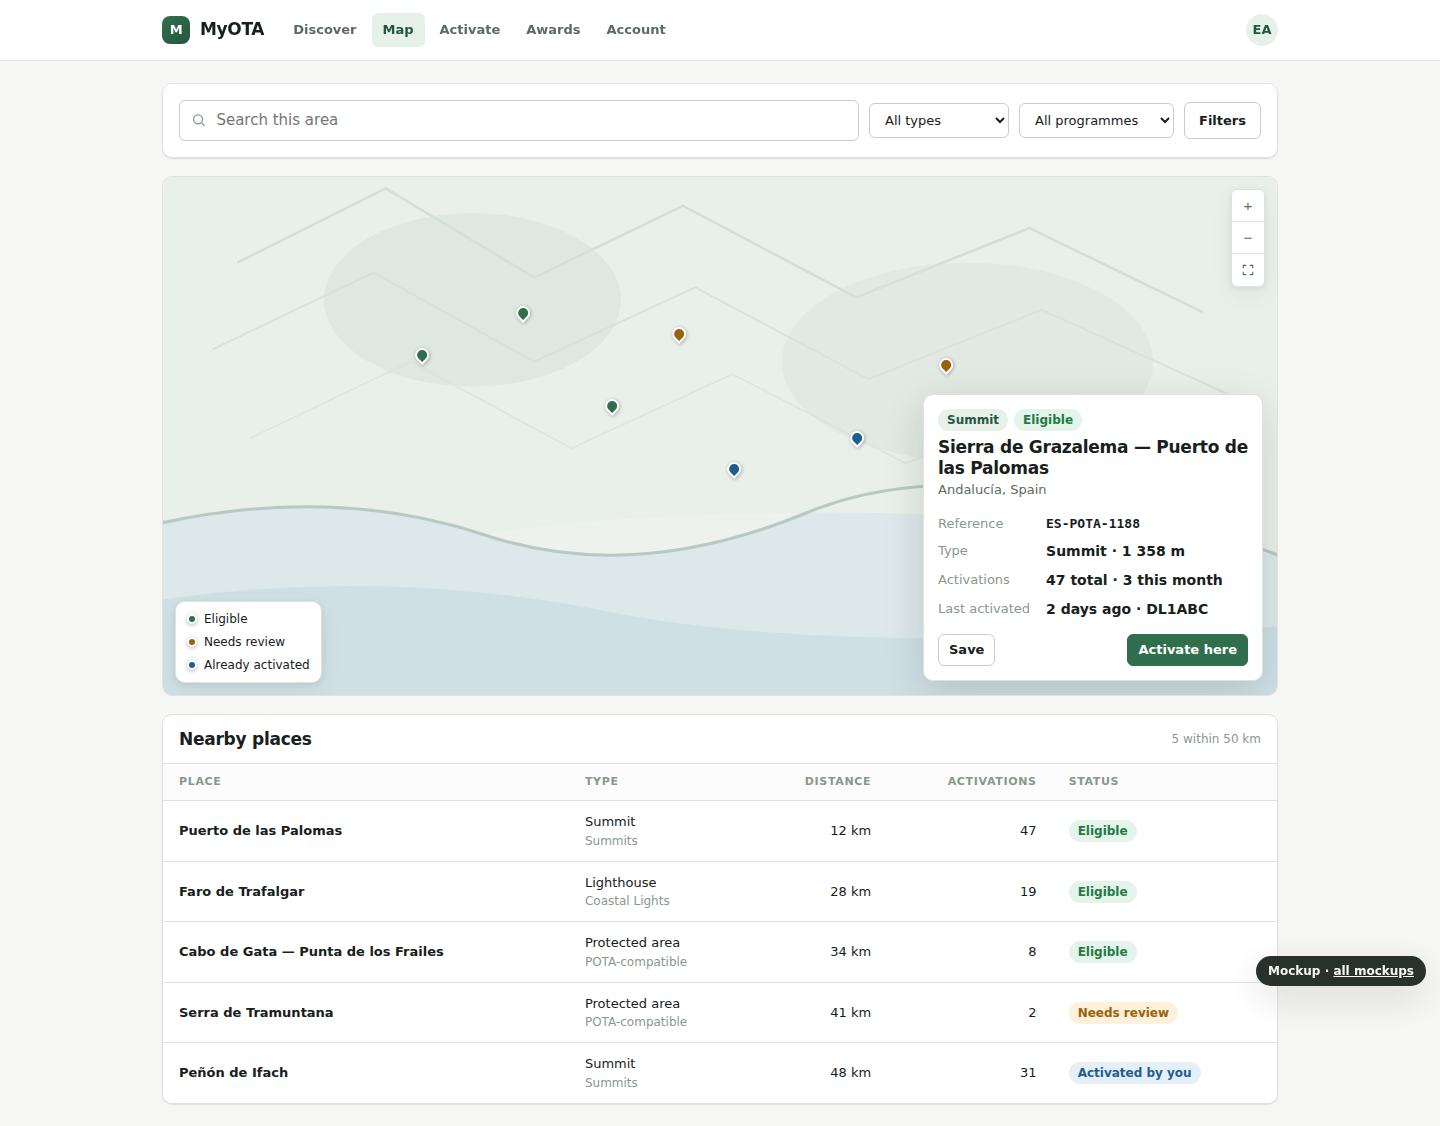 M MyOTA Discover Map Activate Awards Account EA
Search this area All types All programmes Filters
+
−
Summit Eligible
Sierra de Grazalema — Puerto de
las Palomas
Andalucía, Spain
Reference ES-POTA-1188
Type Summit · 1 358 m
Activations 47 total · 3 this month
Last activated 2 days ago · DL1ABC
Save Activate here
Eligible
Needs review
Already activated
Nearby places 5 within 50 km
PLACE TYPE DISTANCE ACTIVATIONS STATUS
Puerto de las Palomas Summit 12 km 47 Eligible
Summits
Faro de Trafalgar Lighthouse 28 km 19 Eligible
Coastal Lights
Cabo de Gata — Punta de los Frailes Protected area 34 km 8 Eligible
POTA-compatible
Mockup · all mockups
Serra de Tramuntana Protected area 41 km 2 Needs review
POTA-compatible
Peñón de Ifach Summit 48 km 31 Activated by you
Summits